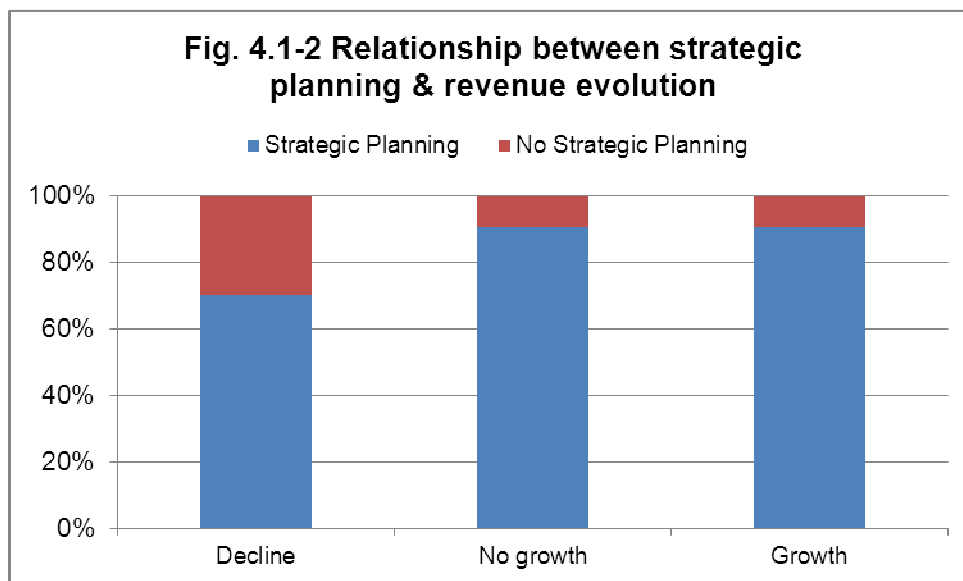 Fig. 4.1-2 Relationship between strategic
planning & revenue evolution
Strategic Planning No Strategic Planning
100%
80%
60%
40%
20%
0%
Decline No growth Growth